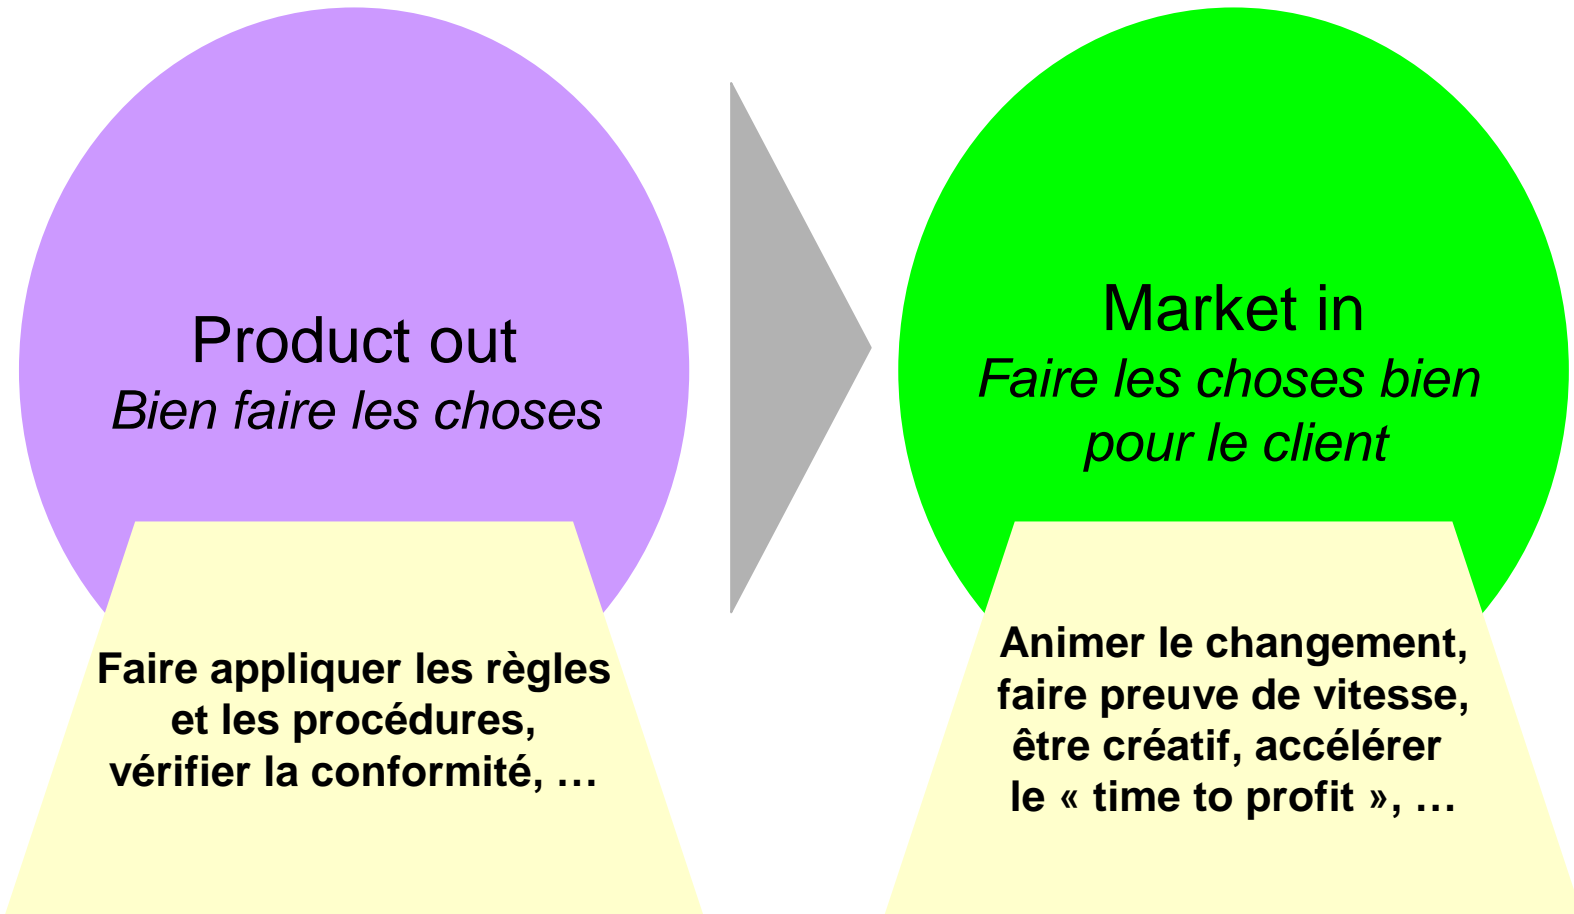 Product out
Bien faire les choses
Faire appliquer les règles
et les procédures,
vérifier la conformité, …
Market in
Faire les choses bien
pour le client
Animer le changement,
faire preuve de vitesse,
être créatif, accélérer
le « time to profit », …